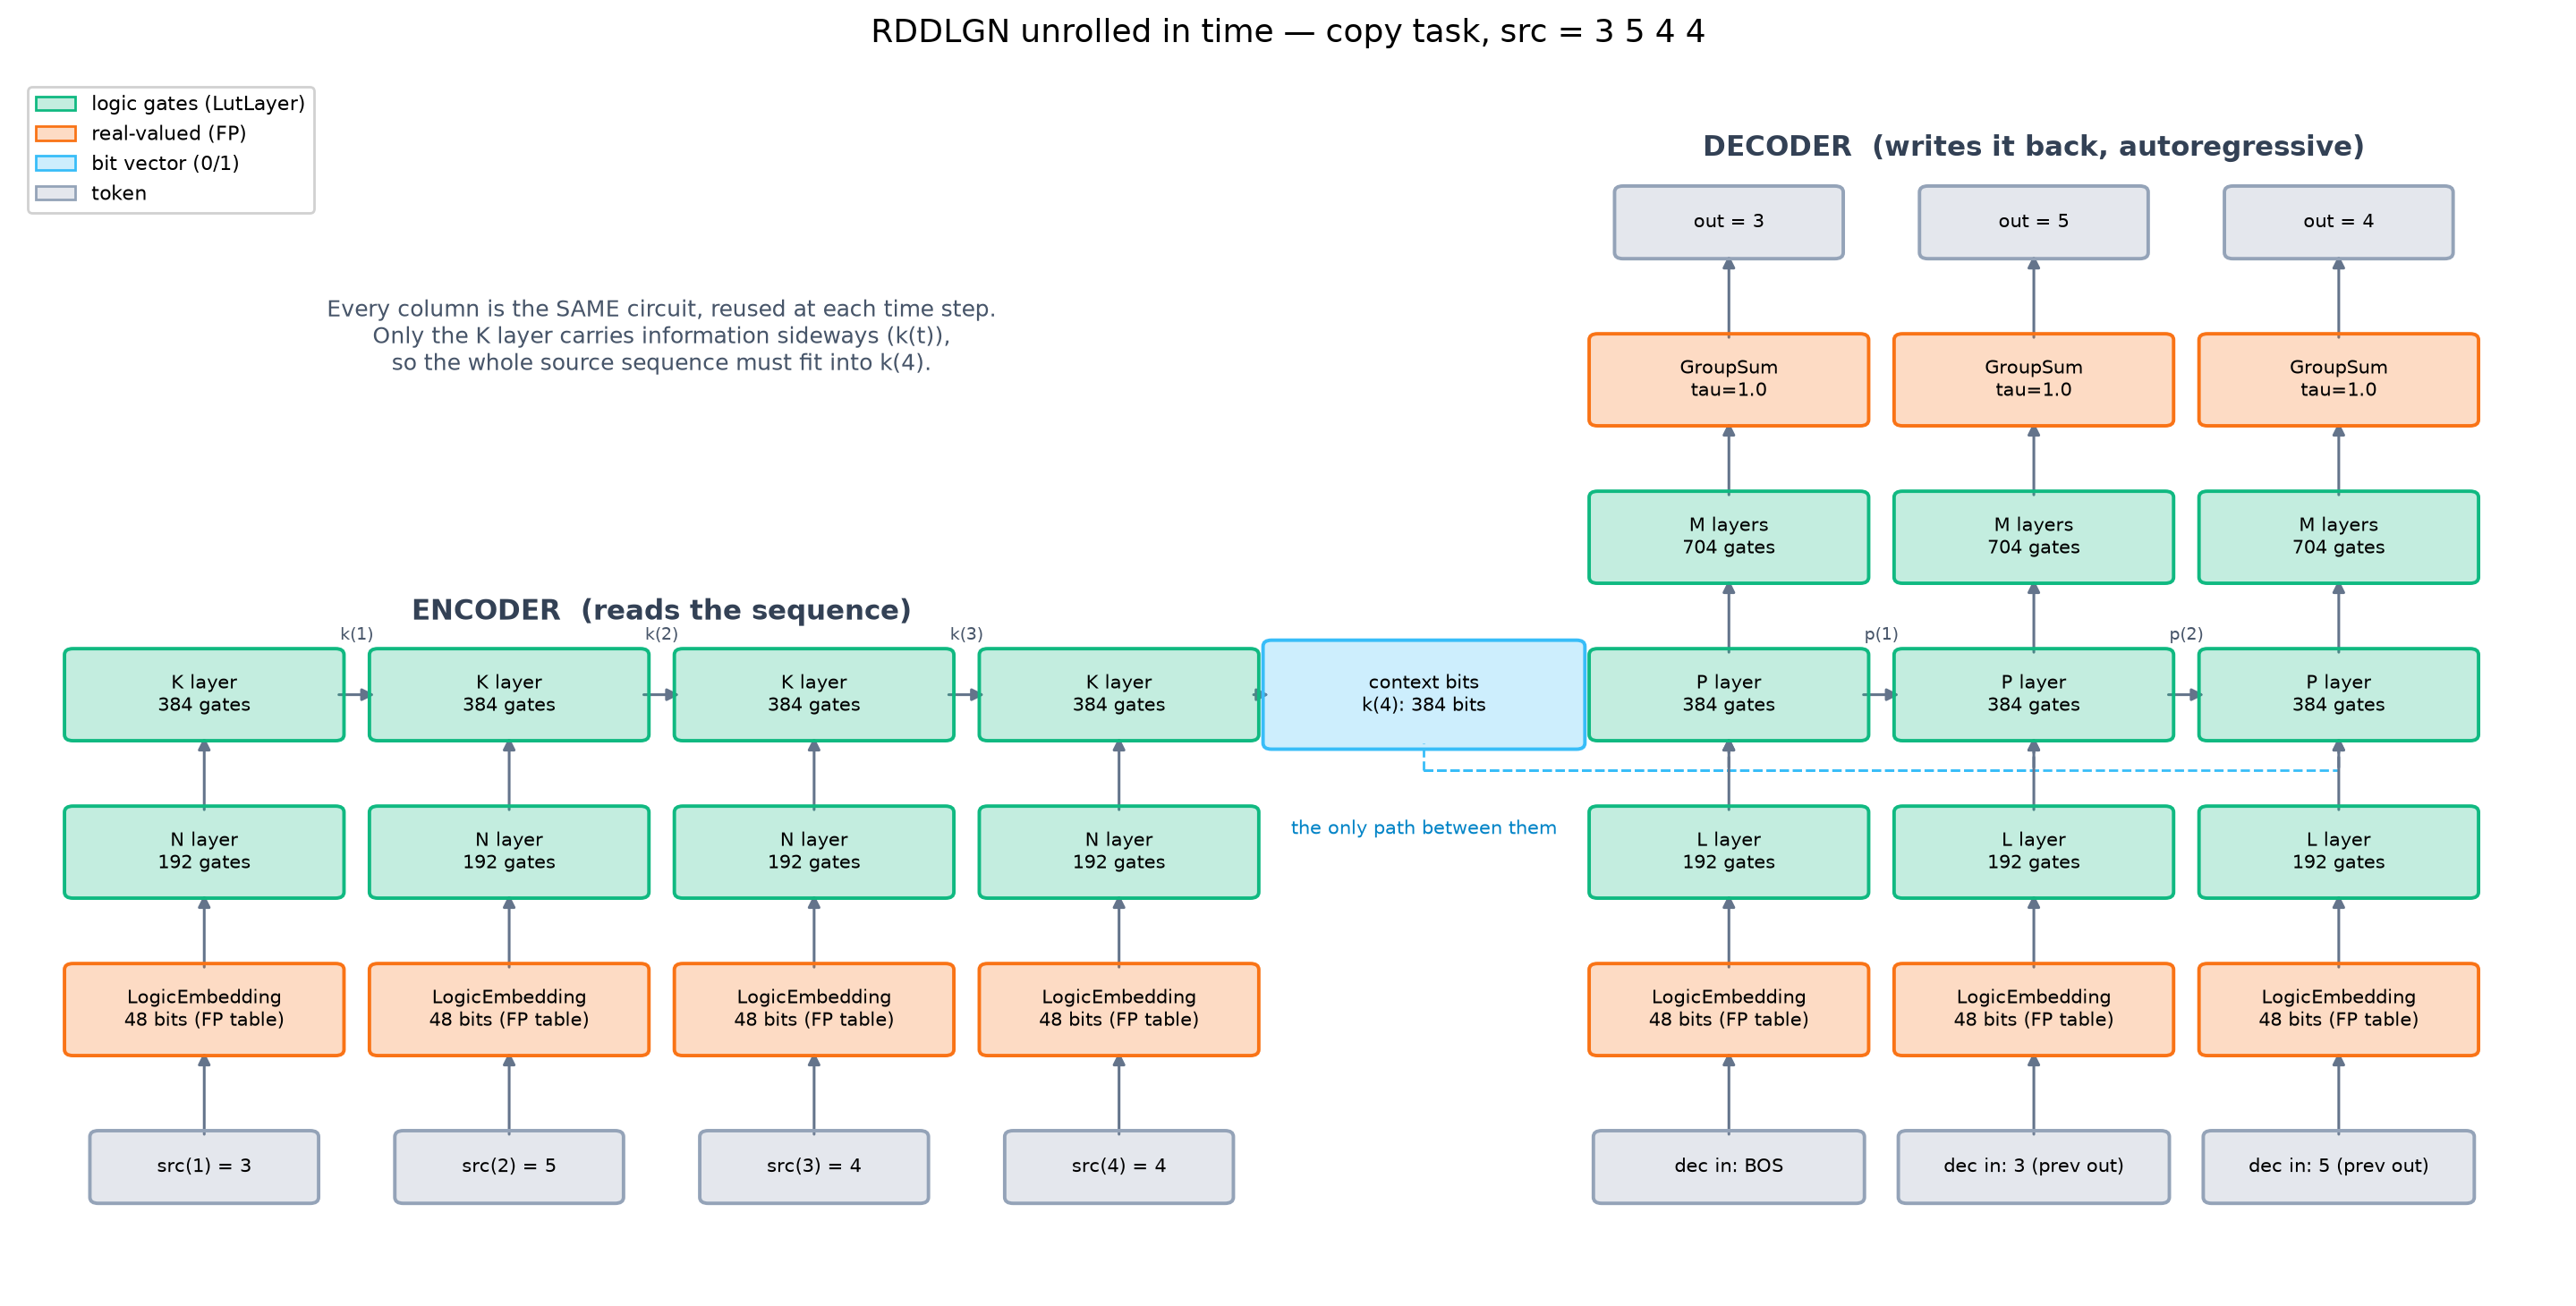 RDDLGN unrolled in time — copy task, src = 3 5 4 4
logic gates (LutLayer)
real-valued (FP)
bit vector (0/1)
token
DECODER (writes it back, autoregressive)
out = 3
out = 5
out = 4
Every column is the SAME circuit, reused at each time step.
Only the K layer carries information sideways (k(t)),
so the whole source sequence must fit into k(4).
GroupSum
tau=1.0
GroupSum
tau=1.0
GroupSum
tau=1.0
M layers
704 gates
M layers
704 gates
M layers
704 gates
ENCODER (reads the sequence)
k(1)
k(2)
k(3)
p(1)
p(2)
K layer
384 gates
K layer
384 gates
K layer
384 gates
K layer
384 gates
context bits
k(4): 384 bits
P layer
384 gates
P layer
384 gates
P layer
384 gates
the only path between them
N layer
192 gates
N layer
192 gates
N layer
192 gates
N layer
192 gates
L layer
192 gates
L layer
192 gates
L layer
192 gates
LogicEmbedding
48 bits (FP table)
LogicEmbedding
48 bits (FP table)
LogicEmbedding
48 bits (FP table)
LogicEmbedding
48 bits (FP table)
LogicEmbedding
48 bits (FP table)
LogicEmbedding
48 bits (FP table)
LogicEmbedding
48 bits (FP table)
src(1) = 3
src(2) = 5
src(3) = 4
src(4) = 4
dec in: BOS
dec in: 3 (prev out)
dec in: 5 (prev out)